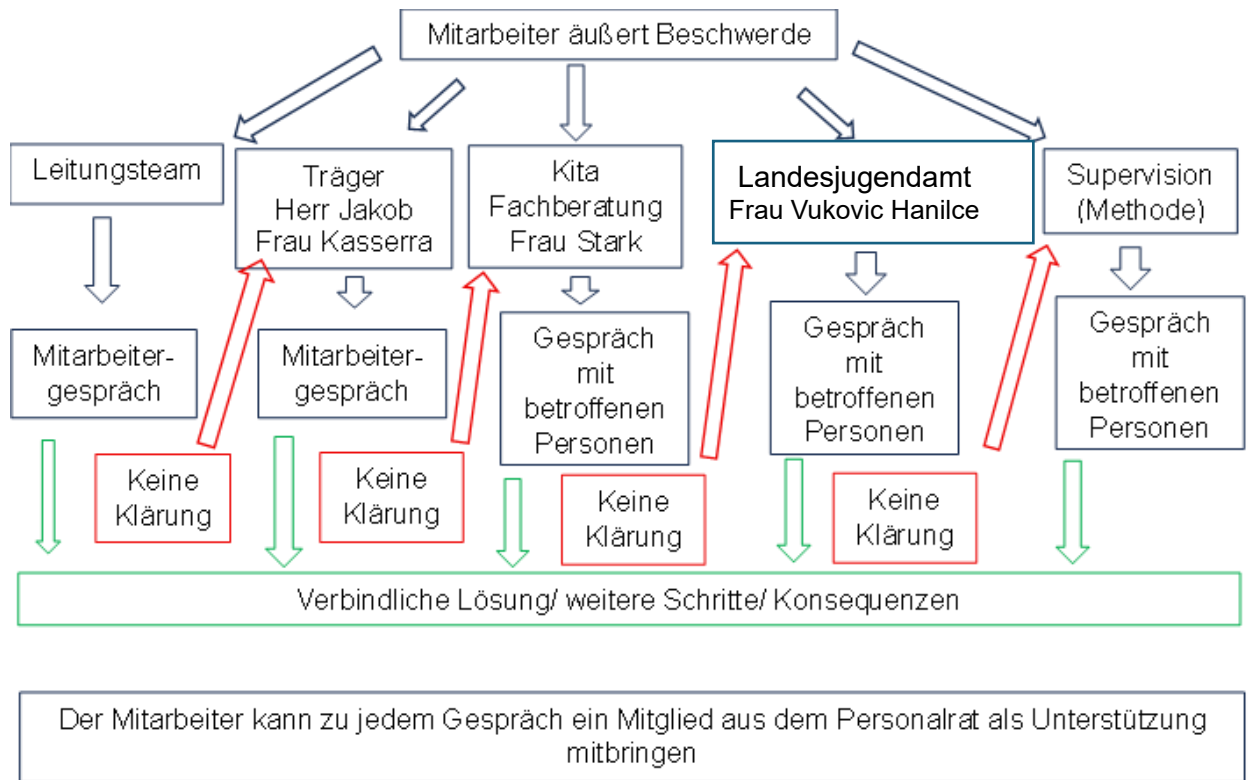 Mitarbeiter äußert Beschwerde
Leitungsteam
Träger
Herr Jakob
Frau Kasserra
Kita
Fachberatung
Frau Stark
Landesjugendamt
Frau Vukovic Hanilce
Supervision
(Methode)
Mitarbeiter-
gespräch
Mitarbeiter-
gespräch
Gespräch
mit
betroffenen
Personen
Gespräch
mit
betroffenen
Personen
Gespräch
mit
betroffenen
Personen
Keine
Klärung
Keine
Klärung
Keine
Klärung
Keine
Klärung
Verbindliche Lösung/ weitere Schritte/ Konsequenzen
Der Mitarbeiter kann zu jedem Gespräch ein Mitglied aus dem Personalrat als Unterstützung
mitbringen